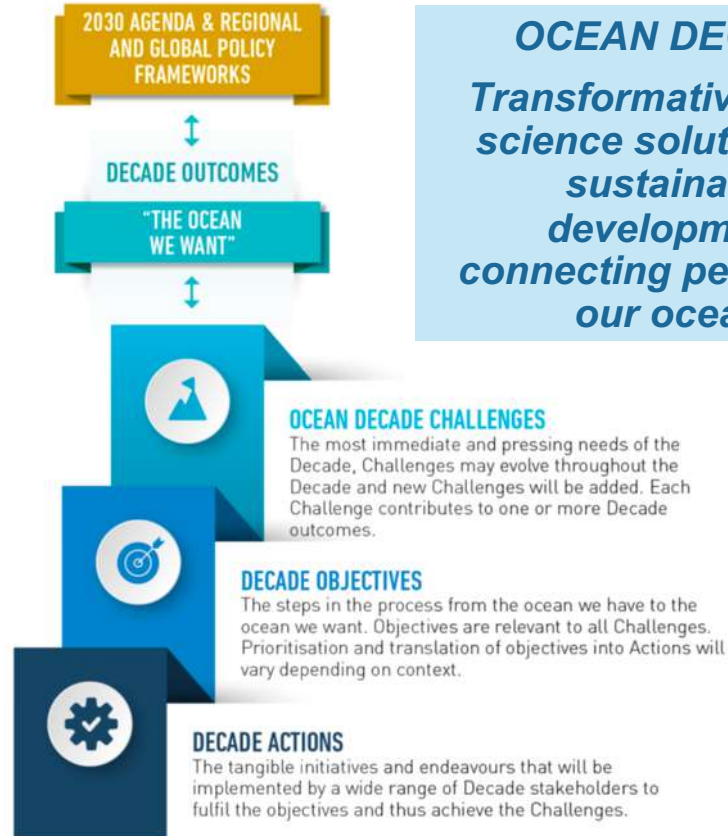 2030 AGENDA & REGIONAL
AND GLOBAL POLICY
FRAMEWORKS
DECADE OUTCOMES
"THE OCEAN
WE WANT"
OCEAN
science
sustaina
developm
connecting
our
OCEAN DECADE CHALLENGES
The most immediate and pressing needs of the
Decade, Challenges may evolve throughout the
Decade and new Challenges will be added. Each
Challenge contributes to one or more Decade
outcomes.
DECADE OBJECTIVES
The steps in the process from the ocean we have to the
ocean we want. Objectives are relevant to all Challenges.
Prioritisation and translation of objectives into Actions will
vary depending on context.
DECADE ACTIONS
The tangible initiatives and endeavours that will be
implemented by a wide range of Decade stakeholders to
fulfil the objectives and thus achieve the Challenges.